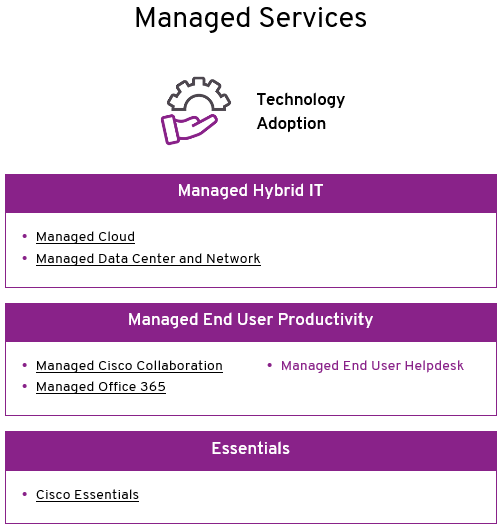 Managed Services
Technology
Adoption
Managed Hybrid IT
• Managed Cloud
• Managed Data Center and Network
Managed End User Productivity
• Managed Cisco Collaboration
• Managed Office 365
• Managed End User Helpdesk
Essentials
• Cisco Essentials